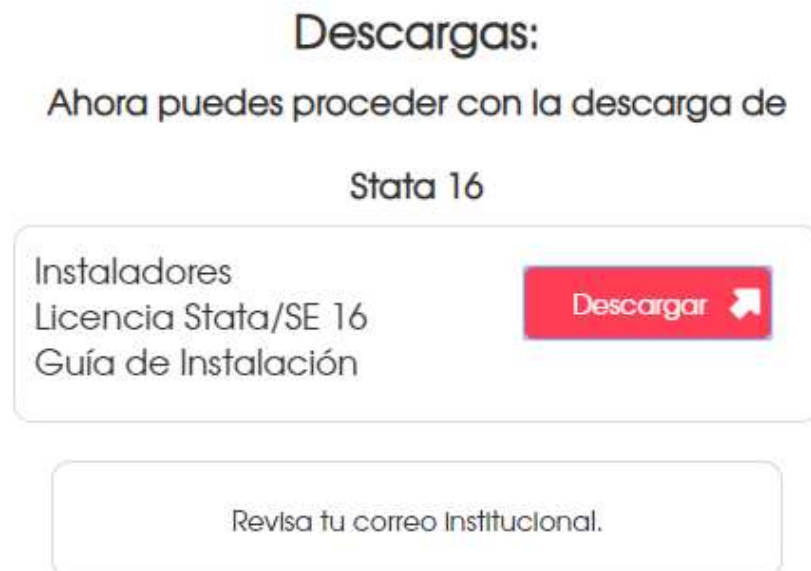 Descargas:
Ahora puedes proceder con la descarga de
Stata 16
Instaladores
Licencia Stata/SE 16
Guía de Instalación
Descargar
Revisa tu correo institucional.